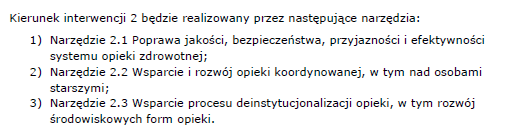 Kierunek interwencji 2 będzie realizowany przez następujące narzędzia:
1) Narzędzie 2.1 Poprawa jakości, bezpieczeństwa, przyjazności i efektywności
systemu opieki zdrowotnej;
2) Narzędzie 2.2 Wsparcie i rozwój opieki koordynowanej, w tym nad osobami
starszymi;
3) Narzędzie 2.3 Wsparcie procesu deinstytucjonalizacji opieki, w tym rozwój
środowiskowych form opieki.